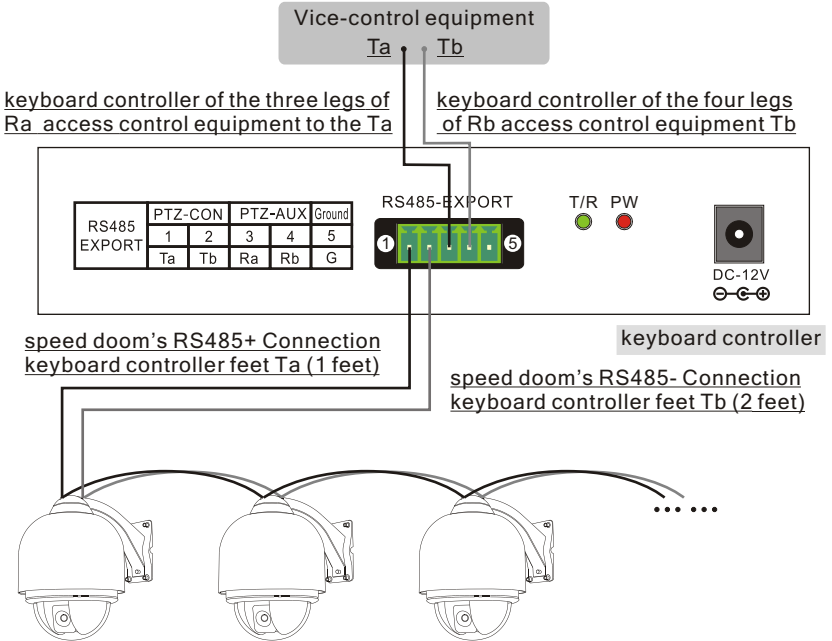 Vice-control equipment
Ta Tb
keyboard controller of the three legs of
Ra access control equipment to the Ta
keyboard controller of the four legs
of Rb access control equipment Tb
RS485
EXPORT
PTZ-CON PTZ-AUX Ground
1 2 3 4 5
Ta Tb Ra Rb G
RS485-EXPORT
1 5
T/R PW
DC-12V
keyboard controller
speed doom's RS485+ Connection
keyboard controller feet Ta (1 feet)
speed doom's RS485- Connection
keyboard controller feet Tb (2 feet)